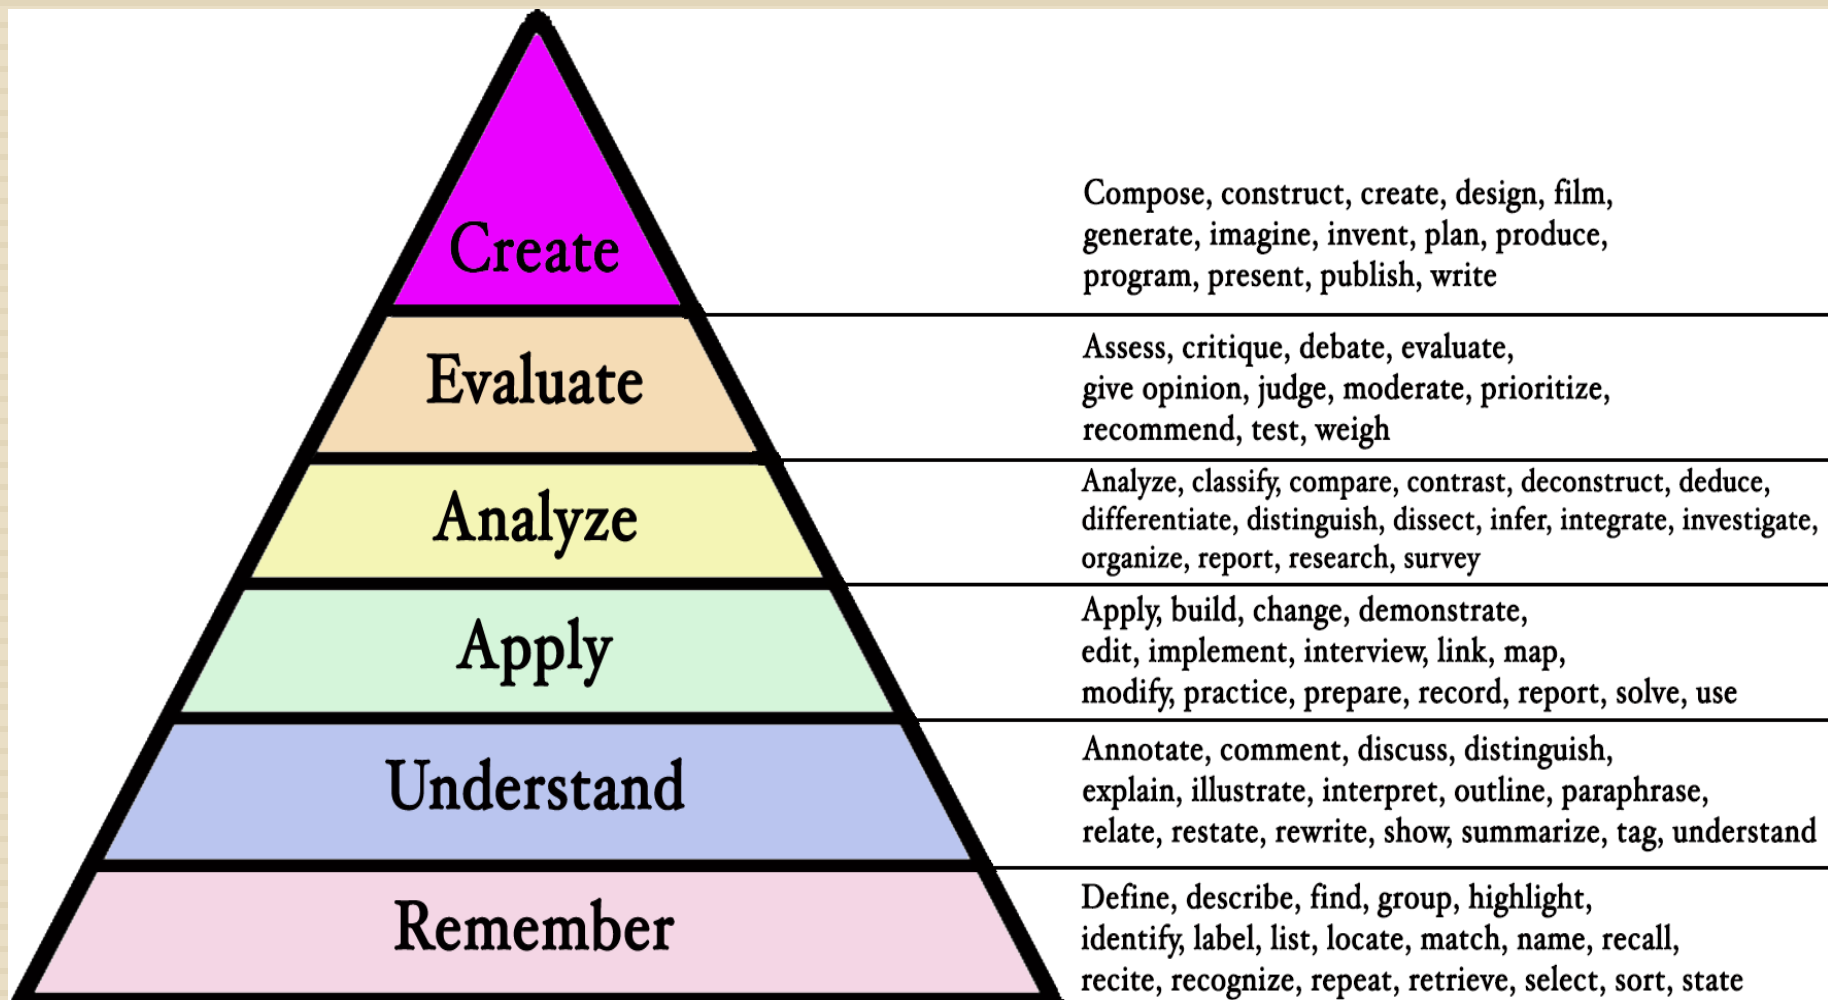 Create
Compose, construct, create, design, film,
generate, imagine, invent, plan, produce,
program, present, publish, write
Evaluate
Assess, critique, debate, evaluate,
give opinion, judge, moderate, prioritize,
recommend, test, weigh
Analyze
Analyze, classify, compare, contrast, deconstruct, deduce,
differentiate, distinguish, dissect, infer, integrate, investigate,
organize, report, research, survey
Apply
Apply, build, change, demonstrate,
edit, implement, interview, link, map,
modify, practice, prepare, record, report, solve, use
Understand
Annotate, comment, discuss, distinguish,
explain, illustrate, interpret, outline, paraphrase,
relate, restate, rewrite, show, summarize, tag, understand
Remember
Define, describe, find, group, highlight,
identify, label, list, locate, match, name, recall,
recite, recognize, repeat, retrieve, select, sort, state